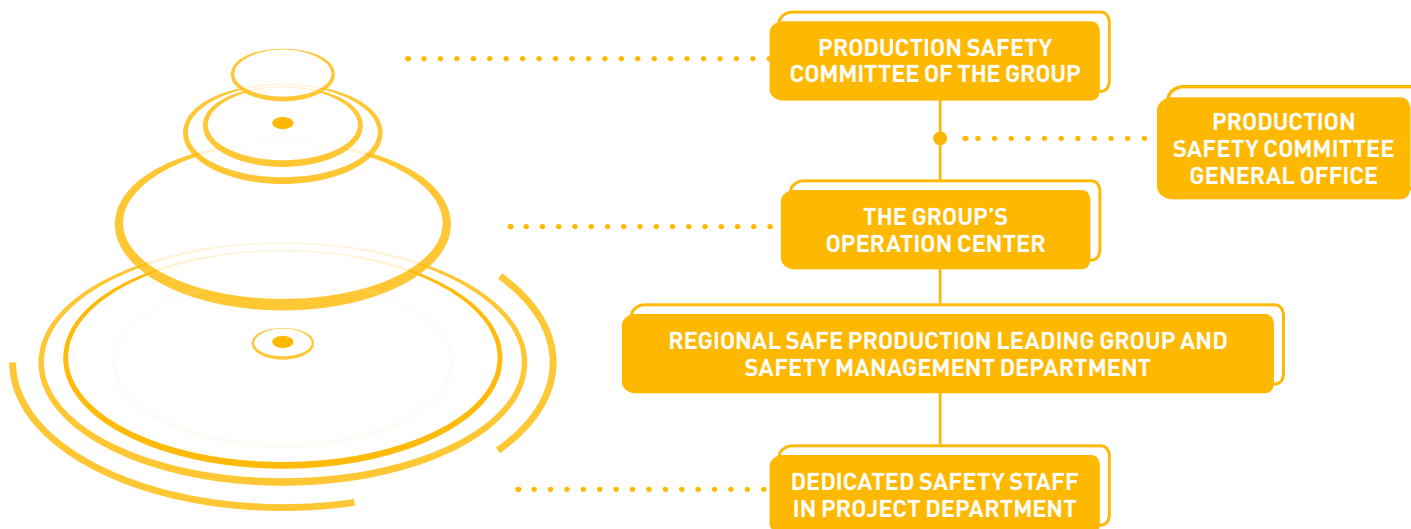 PRODUCTION SAFETY
COMMITTEE OF THE GROUP
PRODUCTION
SAFETY COMMITTEE
GENERAL OFFICE
THE GROUP’S
OPERATION CENTER
REGIONAL SAFE PRODUCTION LEADING GROUP AND
SAFETY MANAGEMENT DEPARTMENT
DEDICATED SAFETY STAFF
IN PROJECT DEPARTMENT